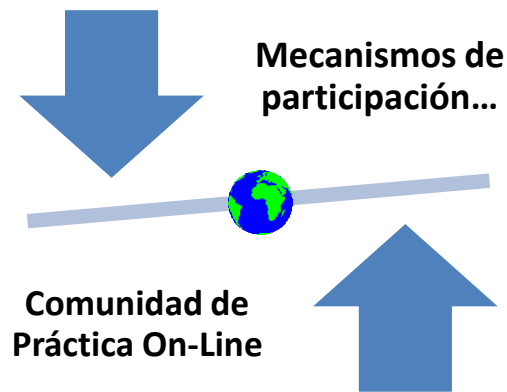 Mecanismos de
participación...
Comunidad de
Práctica On-Line